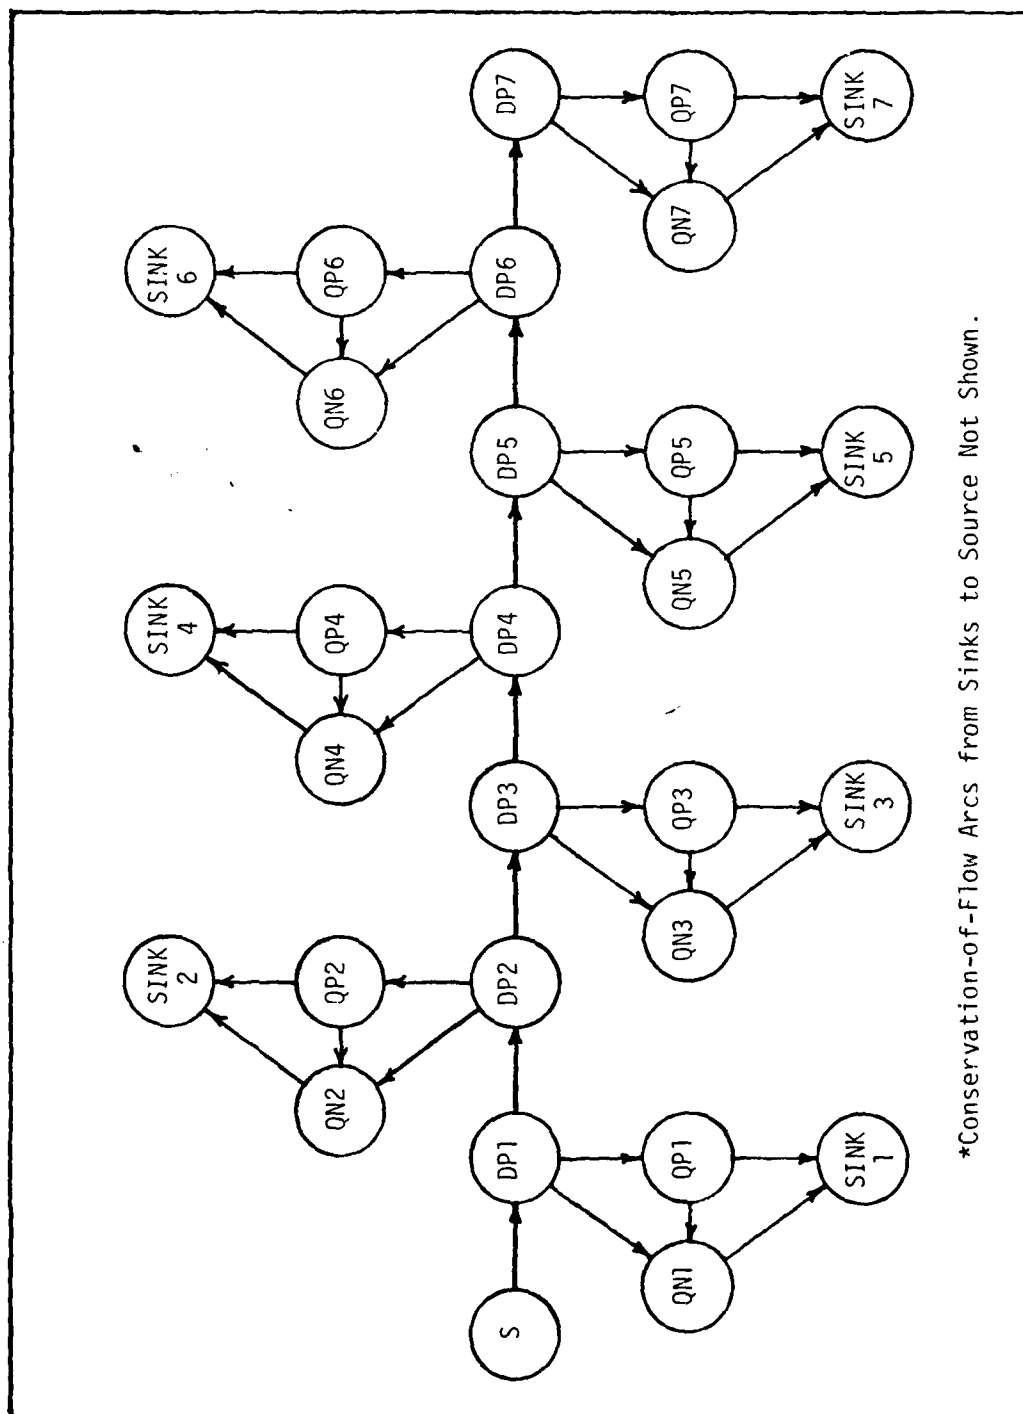 SINK
2
SINK
4
SINK
6
QN2
QP2
QN4
QP4
QN6
QP6
S
DP1
DP2
DP3
DP4
DP5
DP6
DP7
QN1
QP1
QN3
QP3
QN5
QP5
QN7
QP7
SINK
1
SINK
3
SINK
5
SINK
7
*Conservation-of-Flow Arcs from Sinks to Source Not Shown.